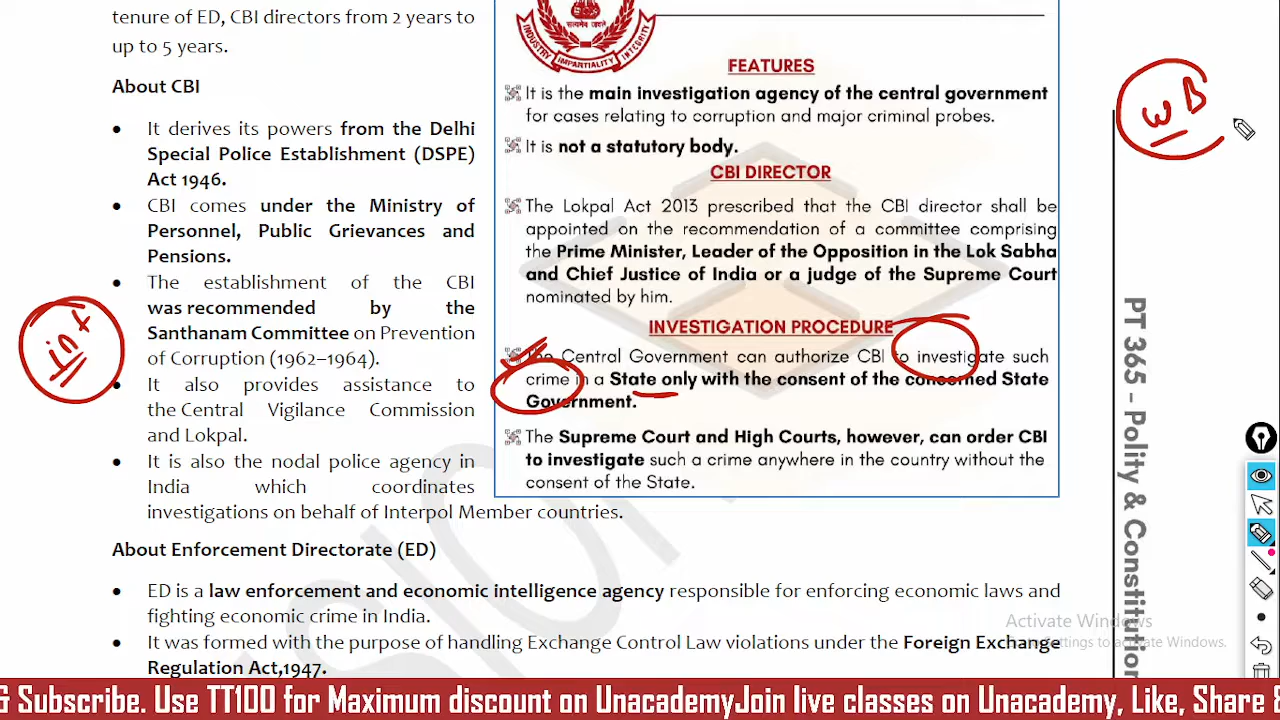 tenure of ED, CBI directors from 2 years to
up to 5 years.
About CBI
• It derives its powers from the Delhi
Special Police Establishment (DSPE)
Act 1946.
• CBI comes under the Ministry of
Personnel, Public Grievances and
Pensions.
• The establishment of the CBI
was recommended by the
Santhanam Committee on Prevention
of Corruption (1962–1964).
• It also provides assistance to
the Central Vigilance Commission
and Lokpal.
• It is also the nodal police agency in
India which coordinates
investigations on behalf of Interpol Member countries.
सत्यमेव जयते
INDUSTRY IMPARTIALITY INTEGRITY
FEATURES
It is the main investigation agency of the central government
for cases relating to corruption and major criminal probes.
It is not a statutory body.
CBI DIRECTOR
The Lokpal Act 2013 prescribed that the CBI director shall be
appointed on the recommendation of a committee comprising
the Prime Minister, Leader of the Opposition in the Lok Sabha
and Chief Justice of India or a judge of the Supreme Court
nominated by him.
INVESTIGATION PROCEDURE
The Central Government can authorize CBI to investigate such
crime in a State only with the consent of the concerned State
Government.
The Supreme Court and High Courts, however, can order CBI
to investigate such a crime anywhere in the country without the
consent of the State.
WB
Int
About Enforcement Directorate (ED)
• ED is a law enforcement and economic intelligence agency responsible for enforcing economic laws and
fighting economic crime in India.
• It was formed with the purpose of handling Exchange Control Law violations under the Foreign Exchange
Regulation Act,1947.
PT 365 - Polity & Constitution
Activate Windows
Settings to activate Windows.
& Subscribe. Use TT100 for Maximum discount on UnacademyJoin live classes on Unacademy, Like, Share &